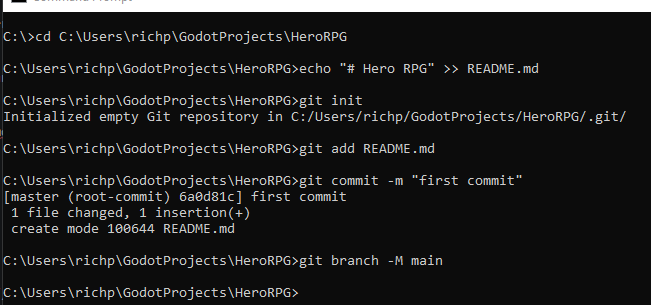 Command Prompt
C:\>cd C:\Users\richp\GodotProjects\HeroRPG
C:\Users\richp\GodotProjects\HeroRPG>echo "# Hero RPG" >> README.md
C:\Users\richp\GodotProjects\HeroRPG>git init
Initialized empty Git repository in C:/Users/richp/GodotProjects/HeroRPG/.git/
C:\Users\richp\GodotProjects\HeroRPG>git add README.md
C:\Users\richp\GodotProjects\HeroRPG>git commit -m "first commit"
[master (root-commit) 6a0d81c] first commit
 1 file changed, 1 insertion(+)
 create mode 100644 README.md
C:\Users\richp\GodotProjects\HeroRPG>git branch -M main
C:\Users\richp\GodotProjects\HeroRPG>